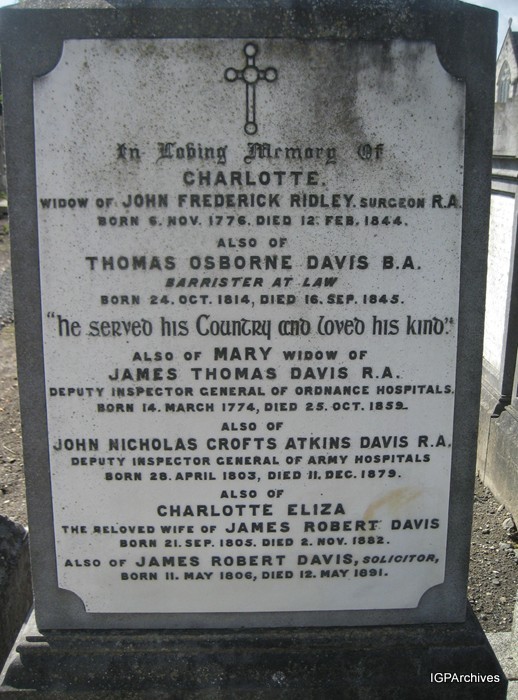 In Loving Memory Of
CHARLOTTE.
WIDOW OF JOHN FREDERICK RIDLEY. SURGEON R.A.
BORN 6. NOV. 1776. DIED 12. FEB. 1844.
ALSO OF
THOMAS OSBORNE DAVIS B.A.
BARRISTER AT LAW
BORN 24. OCT. 1814, DIED 16. SEP. 1845.
"he served his Country and loved his kind."
ALSO OF MARY WIDOW OF
JAMES THOMAS DAVIS R.A.
DEPUTY INSPECTOR GENERAL OF ORDNANCE HOSPITALS.
BORN 14. MARCH 1774, DIED 25. OCT. 1859.
ALSO OF
JOHN NICHOLAS CROFTS ATKINS DAVIS R.A.
DEPUTY INSPECTOR GENERAL OF ARMY HOSPITALS
BORN 28. APRIL 1803, DIED 11. DEC. 1879.
ALSO OF
CHARLOTTE ELIZA
THE BELOVED WIFE OF JAMES ROBERT DAVIS
BORN 21. SEP. 1805. DIED 2. NOV. 1882.
ALSO OF JAMES ROBERT DAVIS, SOLICITOR,
BORN 11. MAY 1806, DIED 12. MAY 1891.
IGPArchives